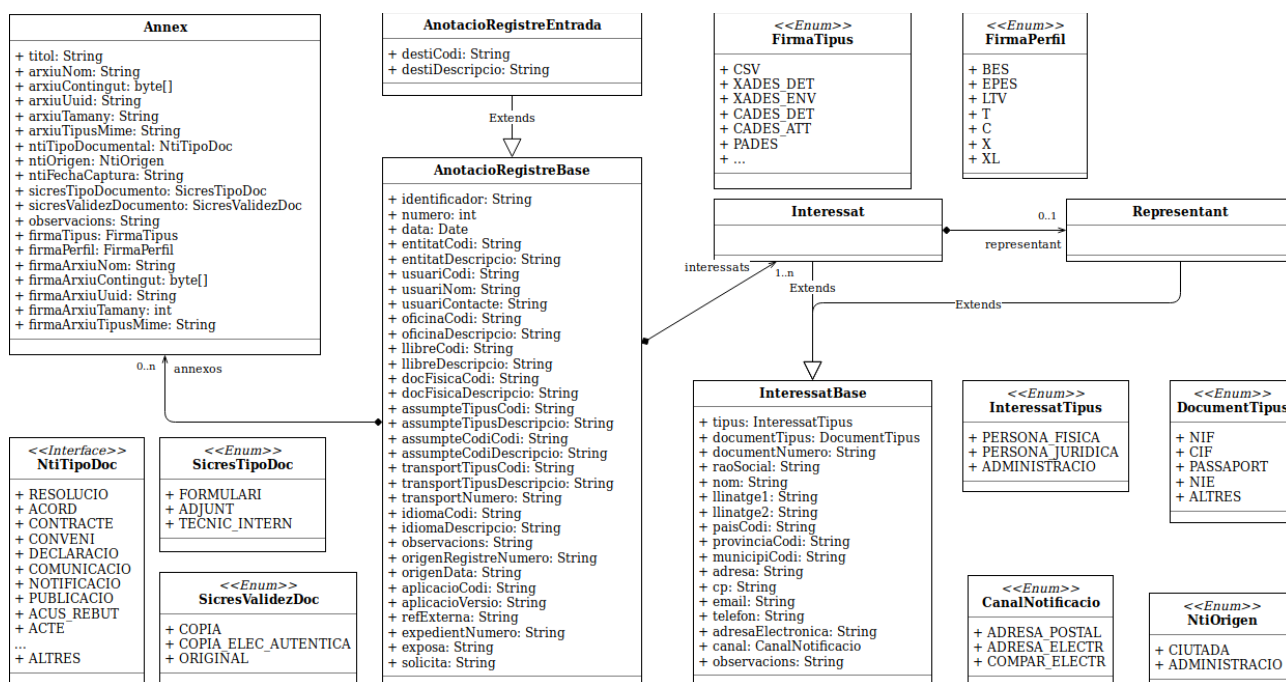 Annex
+ titol: String
+ arxiuNom: String
+ arxiuContingut: byte[]
+ arxiuUuid: String
+ arxiuTamany: String
+ arxiuTipusMime: String
+ ntiTipoDocumental: NtiTipoDoc
+ ntiOrigen: NtiOrigen
+ ntiFechaCaptura: String
+ sicresTipoDocumento: SicresTipoDoc
+ sicresValidezDocumento: SicresValidezDoc
+ observacions: String
+ firmaTipus: FirmaTipus
+ firmaPerfil: FirmaPerfil
+ firmaArxiuNom: String
+ firmaArxiuContingut: byte[]
+ firmaArxiuUuid: String
+ firmaArxiuTamany: int
+ firmaArxiuTipusMime: String
0..n
annexos
AnotacioRegistreEntrada
+ destiCodi: String
+ destiDescripcio: String
Extends
AnotacioRegistreBase
+ identificador: String
+ numero: int
+ data: Date
+ entitatCodi: String
+ entitatDescripcio: String
+ usuariCodi: String
+ usuariNom: String
+ usuariContacte: String
+ oficinaCodi: String
+ oficinaDescripcio: String
+ llibreCodi: String
+ llibreDescripcio: String
+ docFisicaCodi: String
+ docFisicaDescripcio: String
+ assumpteTipusCodi: String
+ assumpteTipusDescripcio: String
+ assumpteCodiCodi: String
+ assumpteCodiDescripcio: String
+ transportTipusCodi: String
+ transportTipusDescripcio: String
+ transportNumero: String
+ idiomaCodi: String
+ idiomaDescripcio: String
+ observacions: String
+ origenRegistreNumero: String
+ origenData: String
+ aplicacioCodi: String
+ aplicacioVersio: String
+ refExterna: String
+ expedientNumero: String
+ exposa: String
+ solicita: String
<<Enum>>
FirmaTipus
+ CSV
+ XADES_DET
+ XADES_ENV
+ CADES_DET
+ CADES_ATT
+ PADES
+ ...
<<Enum>>
FirmaPerfil
+ BES
+ EPES
+ LTV
+ T
+ C
+ X
+ XL
Interessat
0..1
representant
Representant
interessats
1..n
Extends
Extends
InteressatBase
+ tipus: InteressatTipus
+ documentTipus: DocumentTipus
+ documentNumero: String
+ raoSocial: String
+ nom: String
+ llinatge1: String
+ llinatge2: String
+ paisCodi: String
+ provinciaCodi: String
+ municipiCodi: String
+ adresa: String
+ cp: String
+ email: String
+ telefon: String
+ adresaElectronica: String
+ canal: CanalNotificacio
+ observacions: String
<<Enum>>
InteressatTipus
+ PERSONA_FISICA
+ PERSONA_JURIDICA
+ ADMINISTRACIO
<<Enum>>
DocumentTipus
+ NIF
+ CIF
+ PASSAPORT
+ NIE
+ ALTRES
<<Interface>>
NtiTipoDoc
+ RESOLUCIO
+ ACORD
+ CONTRACTE
+ CONVENI
+ DECLARACIO
+ COMUNICACIO
+ NOTIFICACIO
+ PUBLICACIO
+ ACUS_REBUT
+ ACTE
...
+ ALTRES
<<Enum>>
SicresTipoDoc
+ FORMULARI
+ ADJUNT
+ TECNIC_INTERN
<<Enum>>
SicresValidezDoc
+ COPIA
+ COPIA_ELEC_AUTENTICA
+ ORIGINAL
<<Enum>>
CanalNotificacio
+ ADRESA_POSTAL
+ ADRESA_ELECTR
+ COMPAR_ELECTR
<<Enum>>
NtiOrigen
+ CIUTADA
+ ADMINISTRACIO